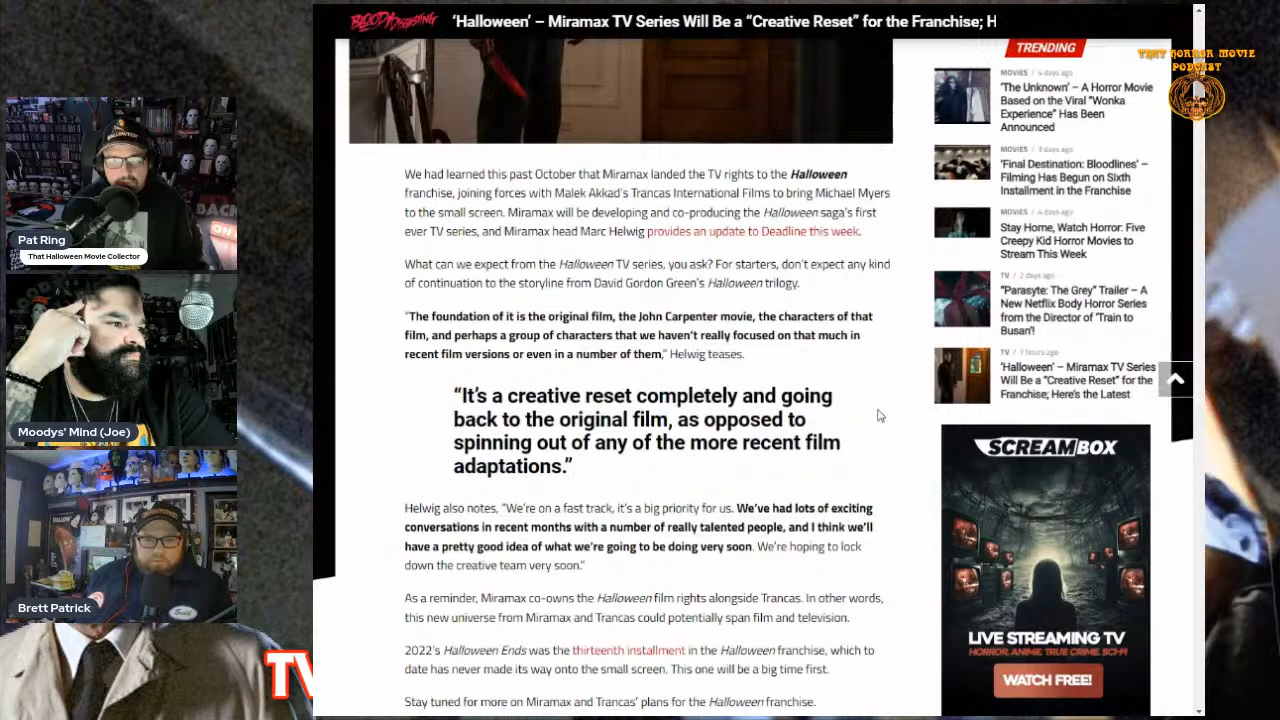 BLOODY DISGUSTING
'Halloween' – Miramax TV Series Will Be a "Creative Reset" for the Franchise; H
THAT HORROR MOVIE
PODCAST
Pat Ring
That Halloween Movie Collector
Moodys' Mind (Joe)
Brett Patrick
TV
We had learned this past October that Miramax landed the TV rights to the Halloween
franchise, joining forces with Malek Akkad's Trancas International Films to bring Michael Myers
to the small screen. Miramax will be developing and co-producing the Halloween saga's first
ever TV series, and Miramax head Marc Helwig provides an update to Deadline this week.
What can we expect from the Halloween TV series, you ask? For starters, don't expect any kind
of continuation to the storyline from David Gordon Green's Halloween trilogy.
"The foundation of it is the original film, the John Carpenter movie, the characters of that
film, and perhaps a group of characters that we haven't really focused on that much in
recent film versions or even in a number of them," Helwig teases.
"It's a creative reset completely and going
back to the original film, as opposed to
spinning out of any of the more recent film
adaptations."
Helwig also notes, "We're on a fast track, it's a big priority for us. We've had lots of exciting
conversations in recent months with a number of really talented people, and I think we'll
have a pretty good idea of what we're going to be doing very soon. We're hoping to lock
down the creative team very soon."
As a reminder, Miramax co-owns the Halloween film rights alongside Trancas. In other words,
this new universe from Miramax and Trancas could potentially span film and television.
2022's Halloween Ends was the thirteenth installment in the Halloween franchise, which to
date has never made its way onto the small screen. This one will be a big time first.
Stay tuned for more on Miramax and Trancas' plans for the Halloween franchise.
TRENDING
MOVIES / 4 days ago
'The Unknown' – A Horror Movie
Based on the Viral "Wonka
Experience" Has Been
Announced
MOVIES / 3 days ago
'Final Destination: Bloodlines' –
Filming Has Begun on Sixth
Installment in the Franchise
MOVIES / 4 days ago
Stay Home, Watch Horror: Five
Creepy Kid Horror Movies to
Stream This Week
TV / 2 days ago
"Parasyte: The Grey" Trailer – A
New Netflix Body Horror Series
from the Director of 'Train to
Busan'!
TV / 7 hours ago
'Halloween' – Miramax TV Series
Will Be a "Creative Reset" for the
Franchise; Here's the Latest
SCREAMBOX
LIVE STREAMING TV
HORROR. ANIME. TRUE CRIME. SCI-FI
WATCH FREE!